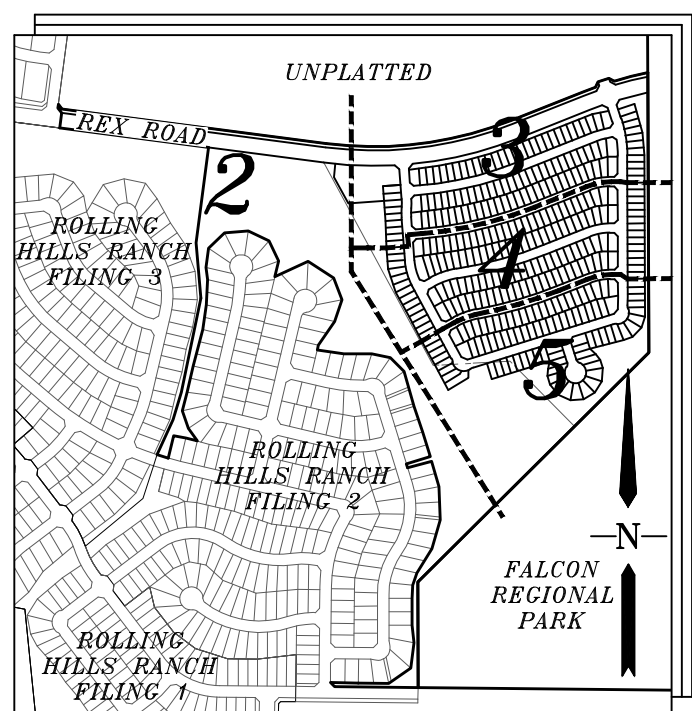 UNPLATTED
REX ROAD
3
2
ROLLING
HILLS RANCH
FILING 3
4
5
ROLLING
HILLS RANCH
FILING 2
N
FALCON
REGIONAL
PARK
ROLLING
HILLS RANCH
FILING 1